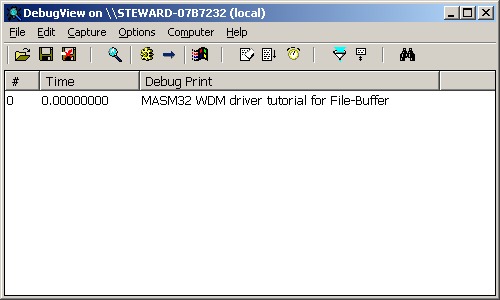 DebugView on \\STEWARD-07B7232 (local)
File Edit Capture Options Computer Help
# Time Debug Print
0 0.00000000 MASM32 WDM driver tutorial for File-Buffer